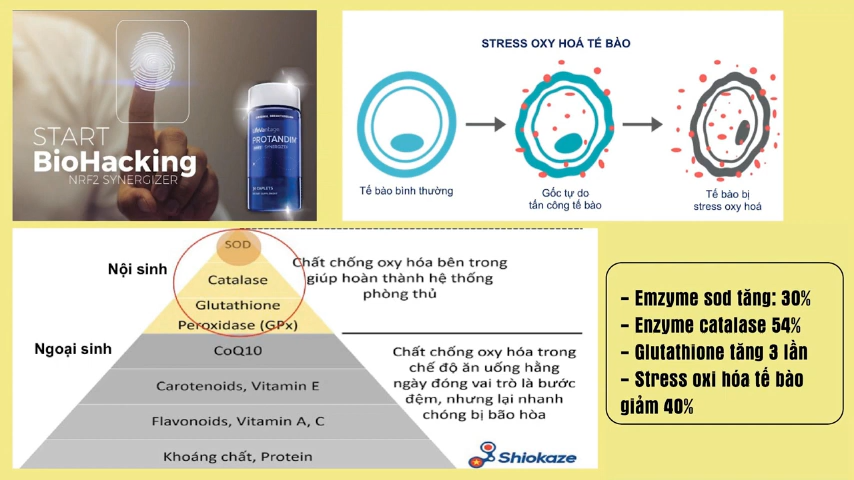 START
BioHacking
NRF2 SYNERGIZER
LifeVantage
PROTANDIM
STRESS OXY HOÁ TẾ BÀO
Tế bào bình thường
Gốc tự do
tấn công tế bào
Tế bào bị
stress oxy hoá
Nội sinh
Ngoại sinh
SOD
Catalase
Glutathione
Peroxidase (GPx)
CoQ10
Carotenoids, Vitamin E
Flavonoids, Vitamin A, C
Khoáng chất, Protein
Chất chống oxy hóa bên trong
giúp hoàn thành hệ thống
phòng thủ
Chất chống oxy hóa trong
chế độ ăn uống hằng
ngày đóng vai trò là bước
đệm, nhưng lại nhanh
chóng bị bão hòa
Shiokaze
- Emzyme sod tăng: 30%
- Enzyme catalase 54%
- Glutathione tăng 3 lần
- Stress oxi hóa tế bào
giảm 40%